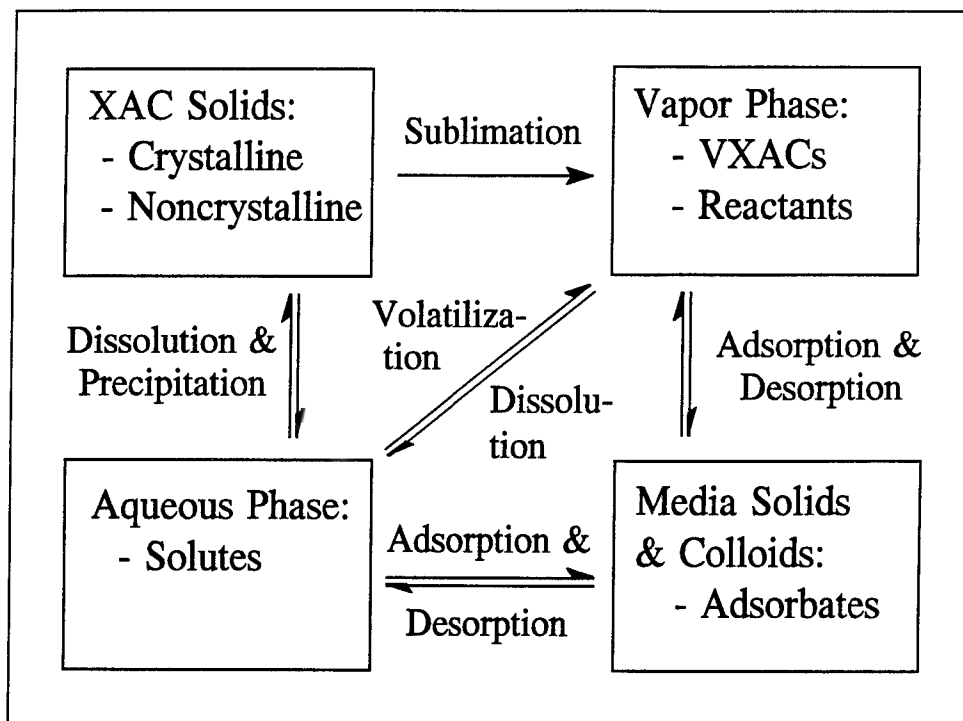 XAC Solids:
- Crystalline
- Noncrystalline
Sublimation
Vapor Phase:
- VXACs
- Reactants
Dissolution &
Precipitation
Volatiliza-
tion
Dissolu-
tion
Adsorption &
Desorption
Aqueous Phase:
- Solutes
Adsorption &
Desorption
Media Solids
& Colloids:
- Adsorbates